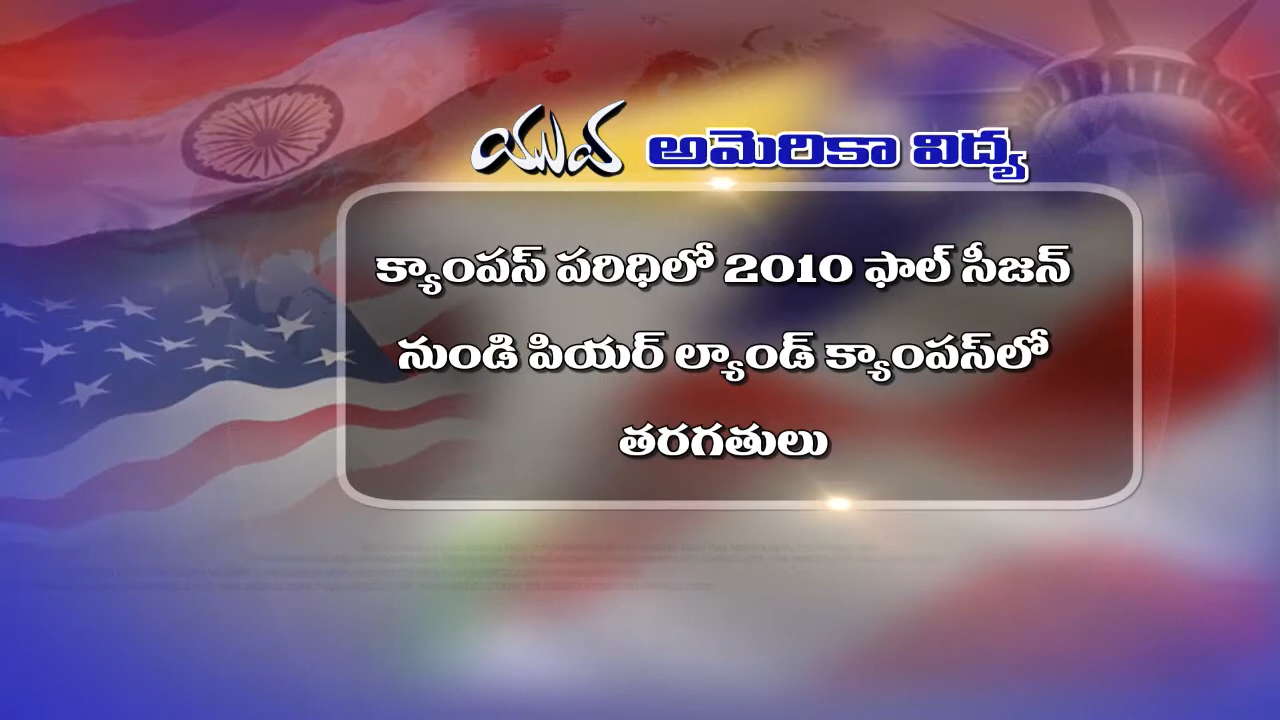 యువ అమెరికా విద్య
క్యాంపస్ పరిధిలో 2010 ఫాల్ సీజన్
నుండి పియర్ ల్యాండ్ క్యాంపస్‌లో
తరగతులు